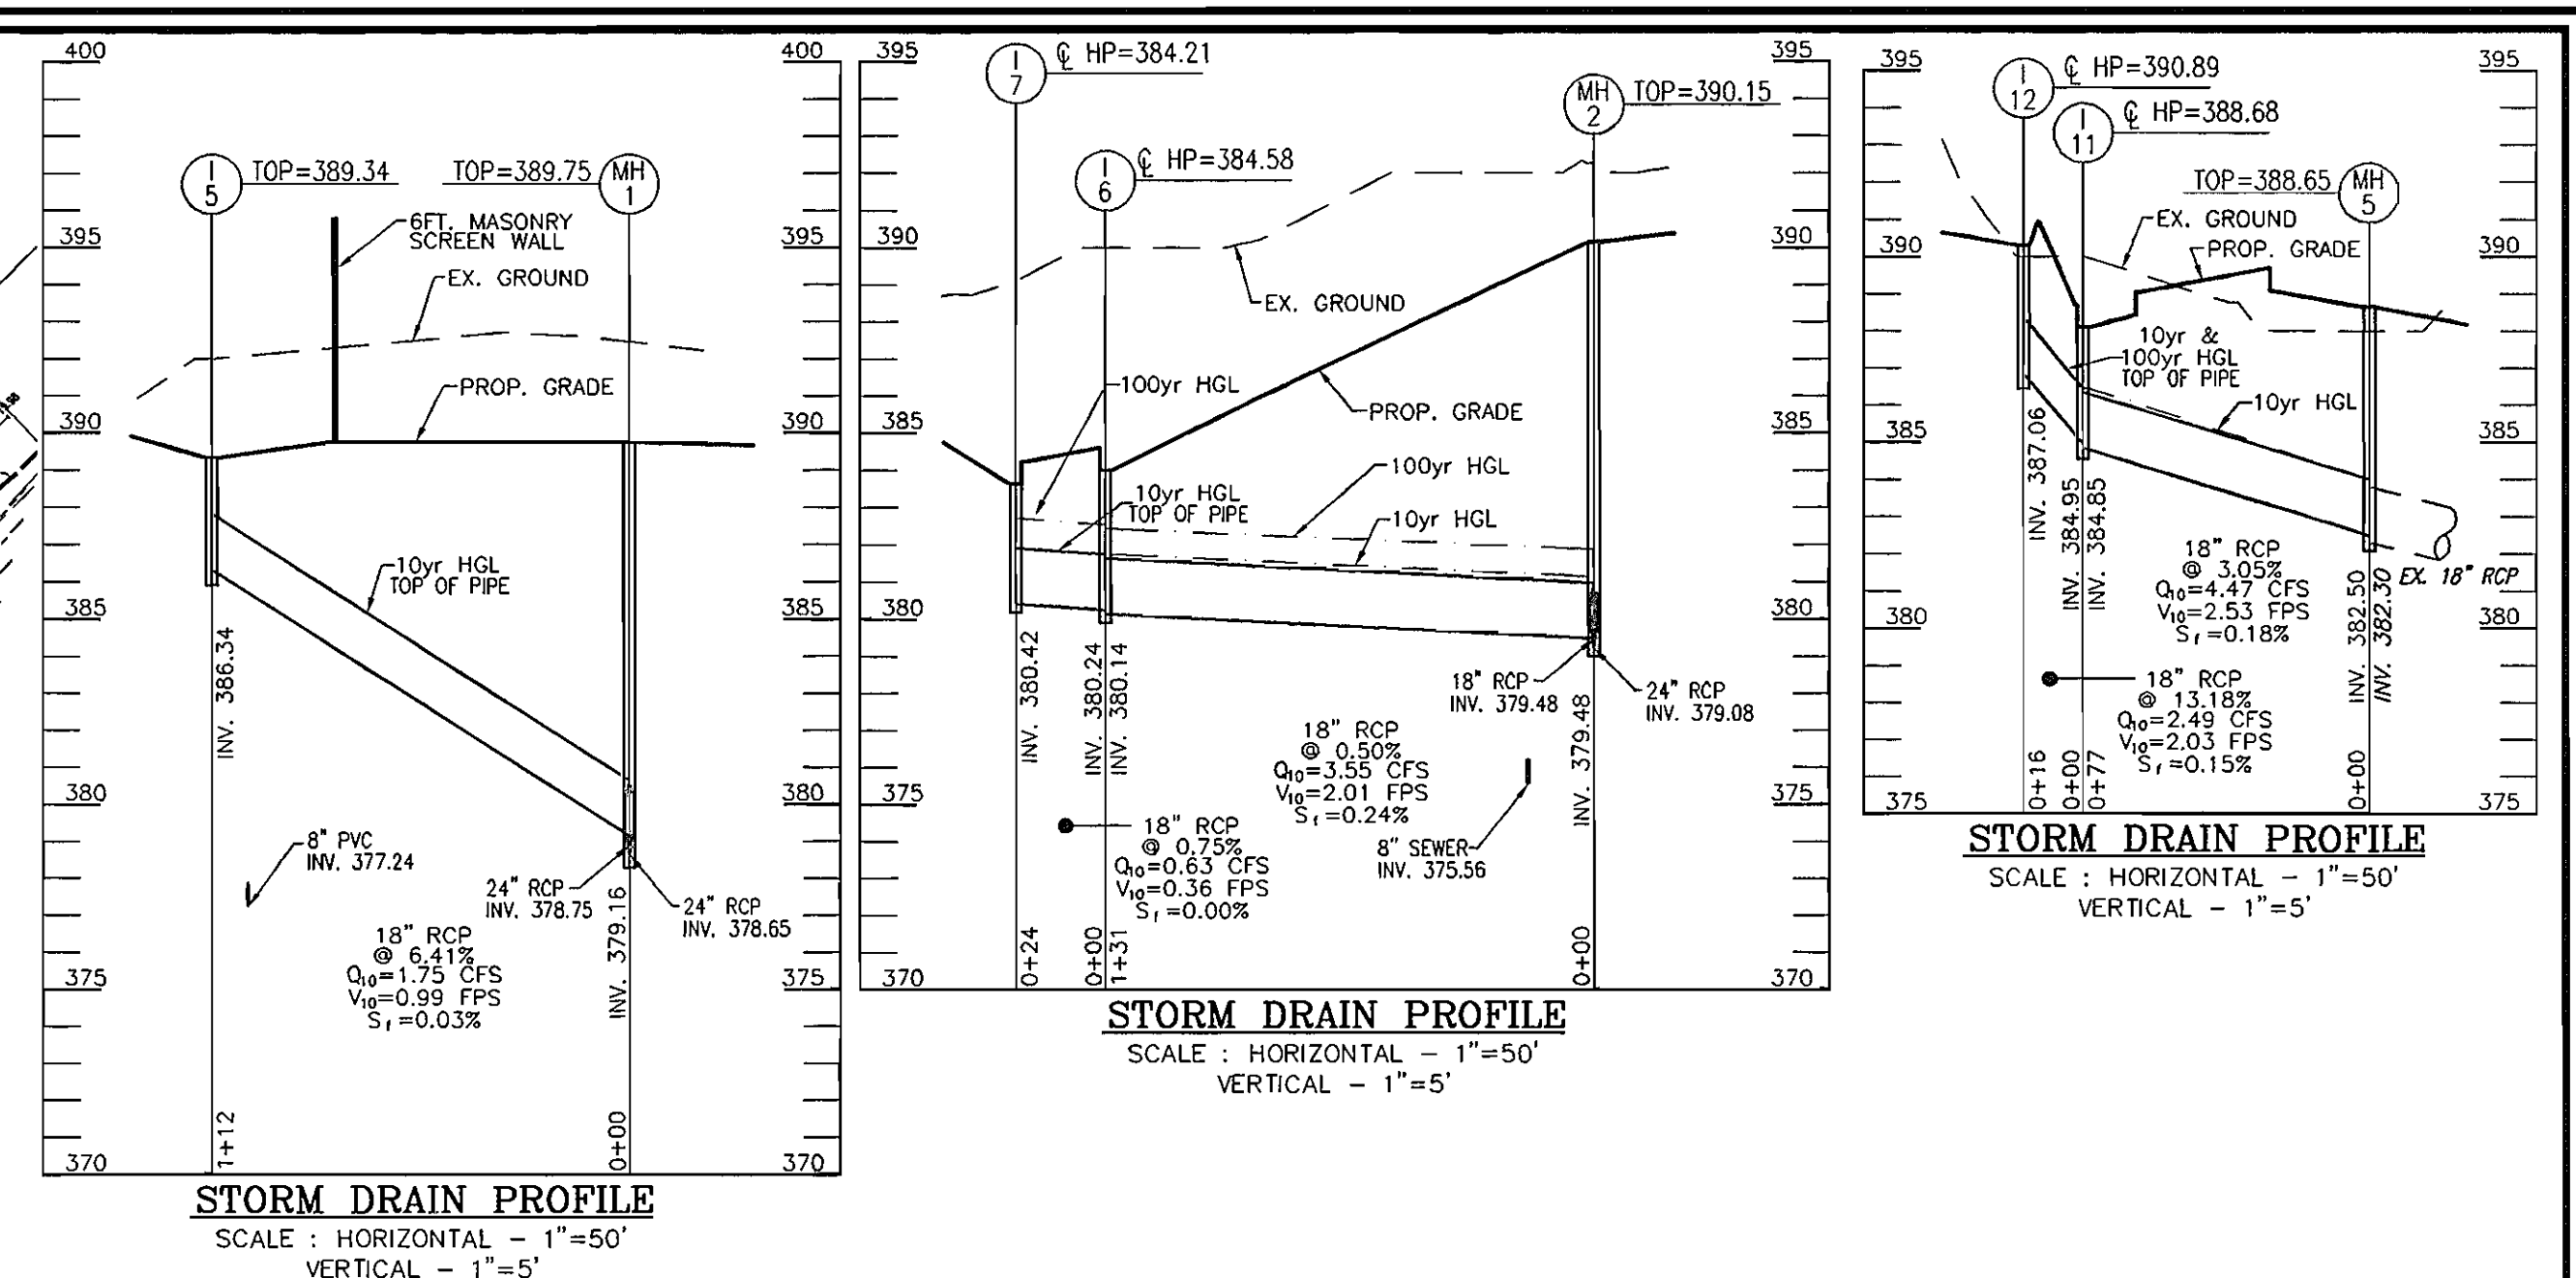 400
400
395
395
390
390
385
385
380
380
375
375
370
370
I
5
TOP=389.34
TOP=389.75
MH
1
6FT. MASONRY
SCREEN WALL
EX. GROUND
PROP. GRADE
10yr HGL
TOP OF PIPE
INV. 386.34
8" PVC
INV. 377.24
24" RCP
INV. 378.75
INV. 379.16
24" RCP
INV. 378.65
18" RCP
@ 6.41%
Q10=1.75 CFS
V10=0.99 FPS
Sf=0.03%
1+12
0+00
STORM DRAIN PROFILE
SCALE : HORIZONTAL - 1"=50'
VERTICAL - 1"=5'
395
395
390
390
385
385
380
380
375
375
370
370
I
7
℄ HP=384.21
I
6
℄ HP=384.58
MH
2
TOP=390.15
EX. GROUND
100yr HGL
PROP. GRADE
100yr HGL
10yr HGL
TOP OF PIPE
10yr HGL
INV. 380.42
INV. 380.24
INV. 380.14
18" RCP
INV. 379.48
24" RCP
INV. 379.08
INV. 379.48
18" RCP
@ 0.50%
Q10=3.55 CFS
V10=2.01 FPS
Sf=0.24%
8" SEWER
INV. 375.56
18" RCP
@ 0.75%
Q10=0.63 CFS
V10=0.36 FPS
Sf=0.00%
0+24
0+00
1+31
0+00
STORM DRAIN PROFILE
SCALE : HORIZONTAL - 1"=50'
VERTICAL - 1"=5'
395
395
390
390
385
385
380
380
375
375
I
12
℄ HP=390.89
I
11
℄ HP=388.68
TOP=388.65
MH
5
EX. GROUND
PROP. GRADE
10yr &
100yr HGL
TOP OF PIPE
10yr HGL
INV. 387.06
INV. 384.95
INV. 384.85
18" RCP
@ 3.05%
Q10=4.47 CFS
V10=2.53 FPS
Sf=0.18%
INV. 382.50
INV. 382.30
EX. 18" RCP
18" RCP
@ 13.18%
Q10=2.49 CFS
V10=2.03 FPS
Sf=0.15%
0+16
0+00
0+77
0+00
STORM DRAIN PROFILE
SCALE : HORIZONTAL - 1"=50'
VERTICAL - 1"=5'